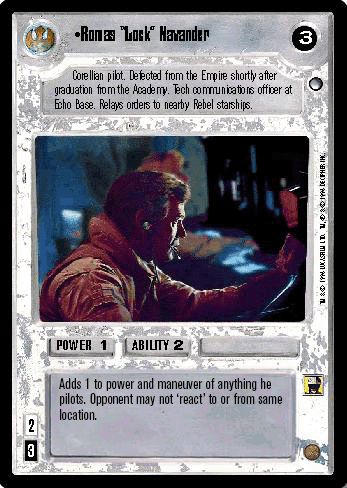 •Romas "Lock" Navander
3
Corellian pilot. Defected from the Empire shortly after
graduation from the Academy. Tech communications officer at
Echo Base. Relays orders to nearby Rebel starships.
POWER 1
ABILITY 2
Adds 1 to power and maneuver of anything he
pilots. Opponent may not 'react' to or from same
location.
2
3